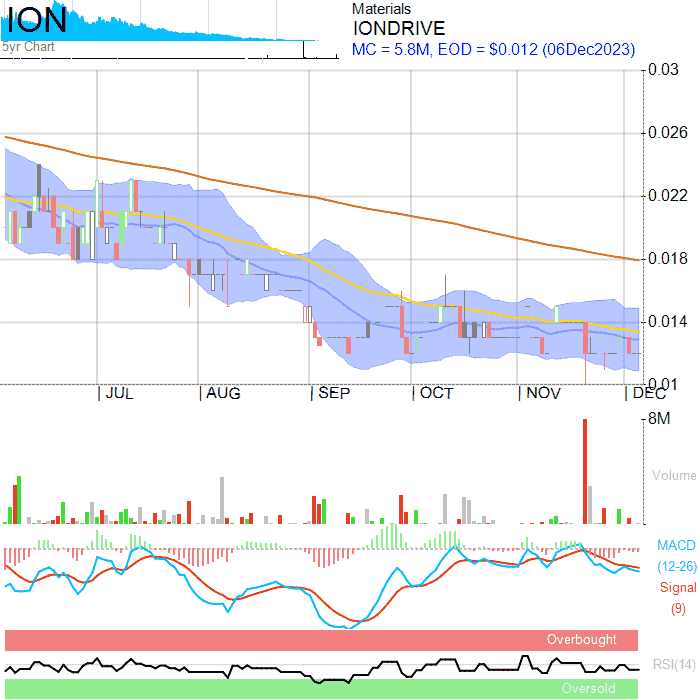 ION
Materials
IONDRIVE
MC = 5.8M, EOD = $0.012 (06Dec2023)
5yr Chart
0.03
0.026
0.022
0.018
0.014
0.01
JUL AUG SEP OCT NOV DEC
8M
Volume
MACD
(12-26)
Signal
(9)
Overbought
RSI(14)
Oversold